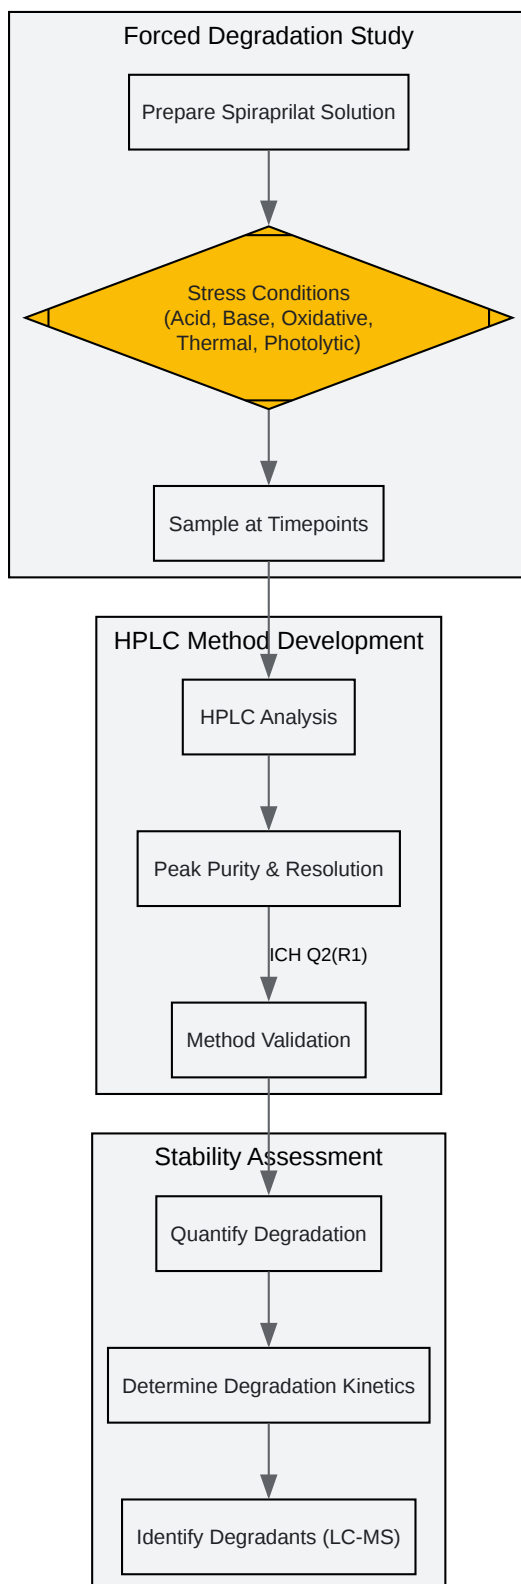 Forced Degradation Study
Prepare Spiraprilat Solution
Stress Conditions
(Acid, Base, Oxidative,
Thermal, Photolytic)
Sample at Timepoints
HPLC Method Development
HPLC Analysis
Peak Purity & Resolution
ICH Q2(R1)
Method Validation
Stability Assessment
Quantify Degradation
Determine Degradation Kinetics
Identify Degradants (LC-MS)